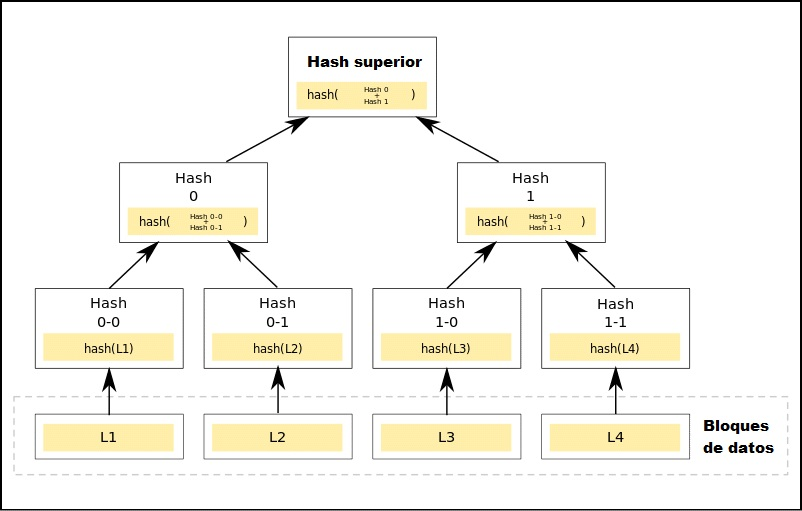 Hash superior
hash( Hash 0 + Hash 1 )
Hash
0
hash( Hash 0-0 + Hash 0-1 )
Hash
1
hash( Hash 1-0 + Hash 1-1 )
Hash
0-0
hash(L1)
Hash
0-1
hash(L2)
Hash
1-0
hash(L3)
Hash
1-1
hash(L4)
L1
L2
L3
L4
Bloques
de datos